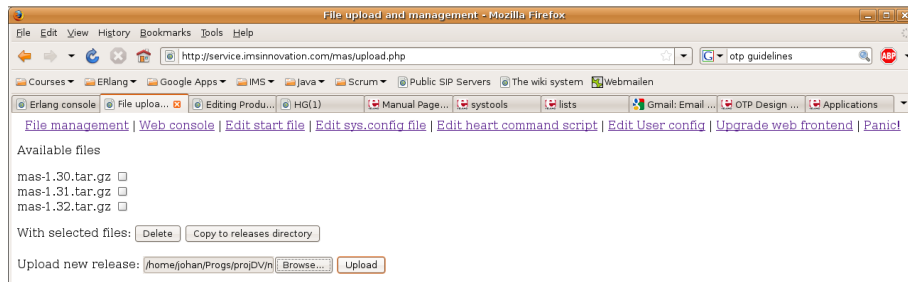 File upload and management - Mozilla Firefox
File Edit View History Bookmarks Tools Help
http://service.imsinnovation.com/mas/upload.php
otp guidelines
ABP
Courses ERlang Google Apps IMS Java Scrum Public SIP Servers The wiki system Webmailen
Erlang console File uploa... Editing Produ... HG(1) Manual Page... systools lists Gmail: Email ... OTP Design ... Applications
File management | Web console | Edit start file | Edit sys.config file | Edit heart command script | Edit User config | Upgrade web frontend | Panic!
Available files
mas-1.30.tar.gz
mas-1.31.tar.gz
mas-1.32.tar.gz
With selected files: Delete Copy to releases directory
Upload new release: /home/johan/Progs/projDV/n Browse... Upload